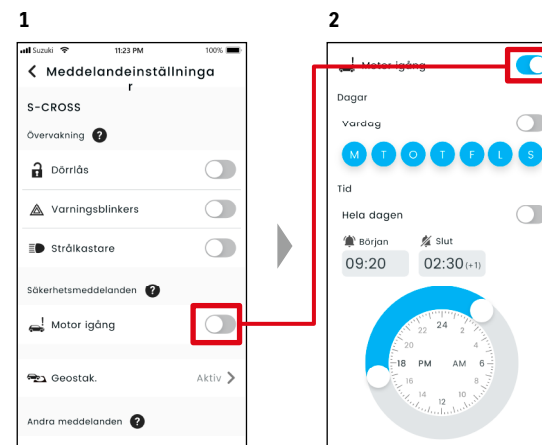 1
Suzuki 11:23 PM 100%
Meddelandeinställninga
r
S-CROSS
Övervakning ?
Dörrlås
Varningsblinkers
Strålkastare
Säkerhetsmeddelanden ?
Motor igång
Geostak. Aktiv
Andra meddelanden ?
2
Motor igång
Dagar
Vardag
M T O T F L S
Tid
Hela dagen
Början Slut
09:20 02:30 (+1)
24
22 2
20 4
18 PM AM 6
16 8
14 10
12